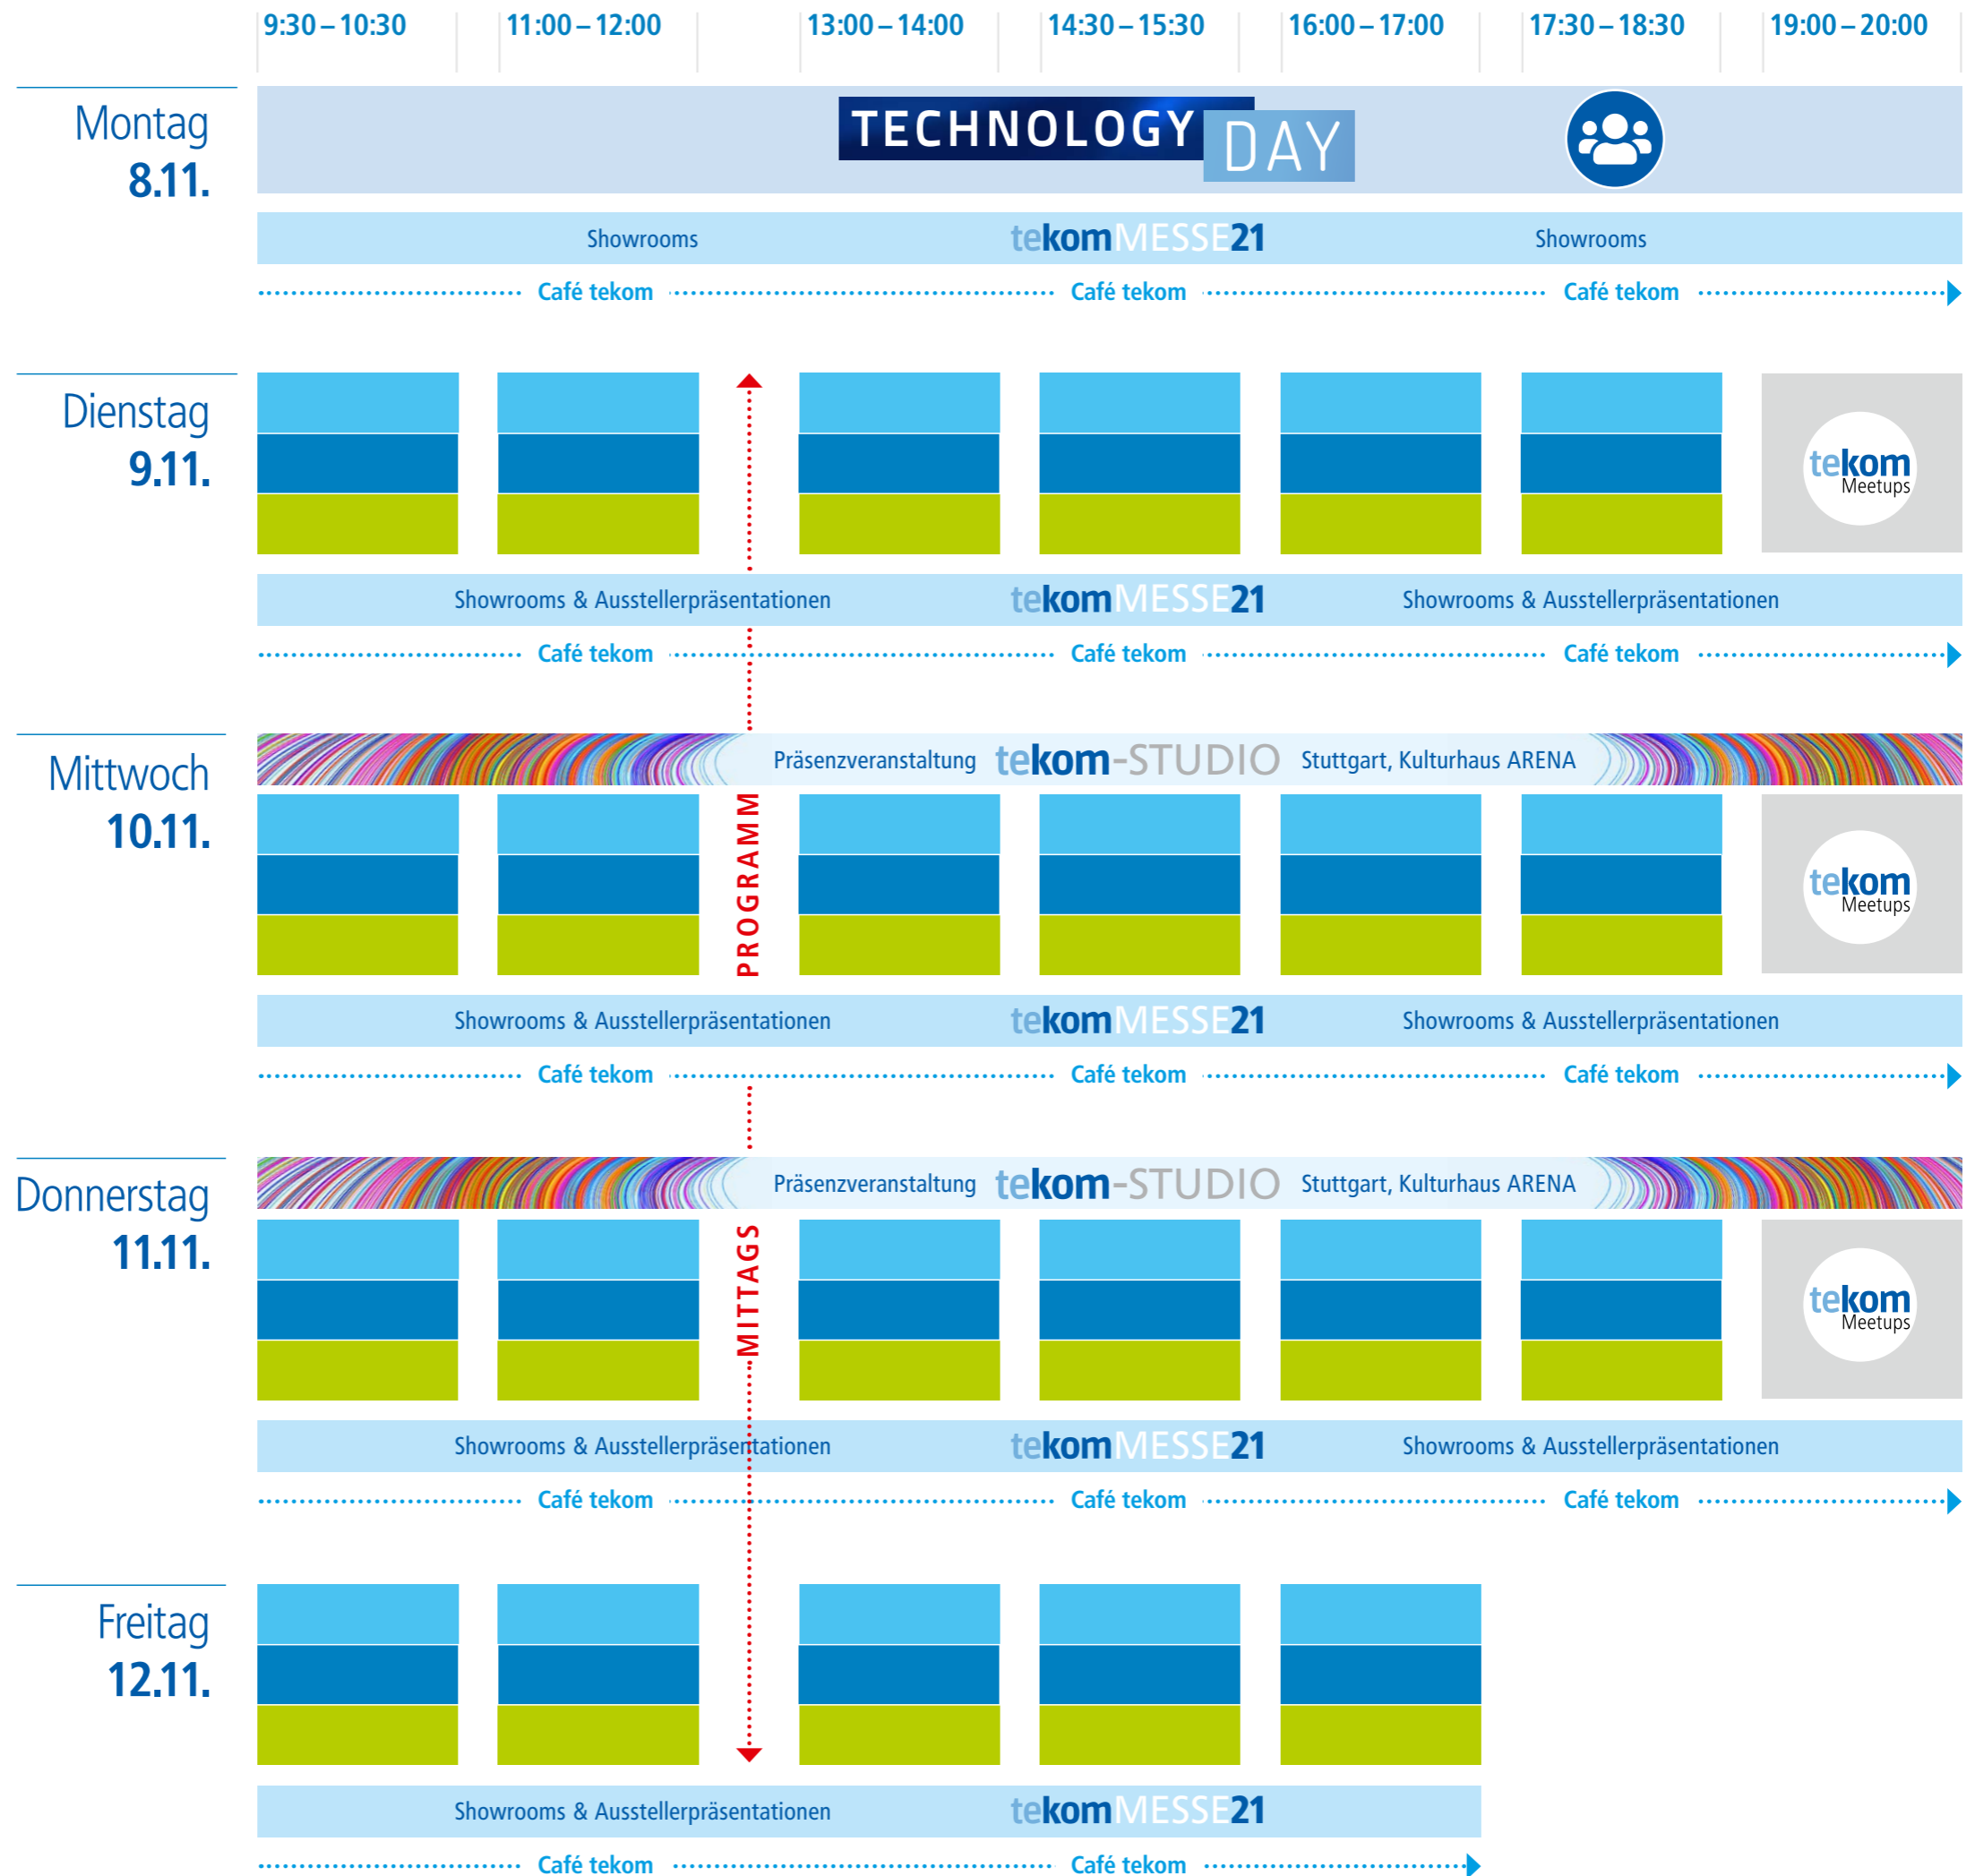 9:30 – 10:30 11:00 – 12:00 13:00 – 14:00 14:30 – 15:30 16:00 – 17:00 17:30 – 18:30 19:00 – 20:00
Montag
8.11.
TECHNOLOGY DAY
Showrooms tekomMESSE21 Showrooms
Café tekom Café tekom Café tekom
Dienstag
9.11.
tekom
Meetups
Showrooms & Ausstellerpräsentationen tekomMESSE21 Showrooms & Ausstellerpräsentationen
Café tekom Café tekom Café tekom
Mittwoch
10.11.
Präsenzveranstaltung tekom-STUDIO Stuttgart, Kulturhaus ARENA
tekom
Meetups
Showrooms & Ausstellerpräsentationen tekomMESSE21 Showrooms & Ausstellerpräsentationen
Café tekom Café tekom Café tekom
MITTAGS PROGRAMM
Donnerstag
11.11.
Präsenzveranstaltung tekom-STUDIO Stuttgart, Kulturhaus ARENA
tekom
Meetups
Showrooms & Ausstellerpräsentationen tekomMESSE21 Showrooms & Ausstellerpräsentationen
Café tekom Café tekom Café tekom
Freitag
12.11.
Showrooms & Ausstellerpräsentationen tekomMESSE21
Café tekom Café tekom